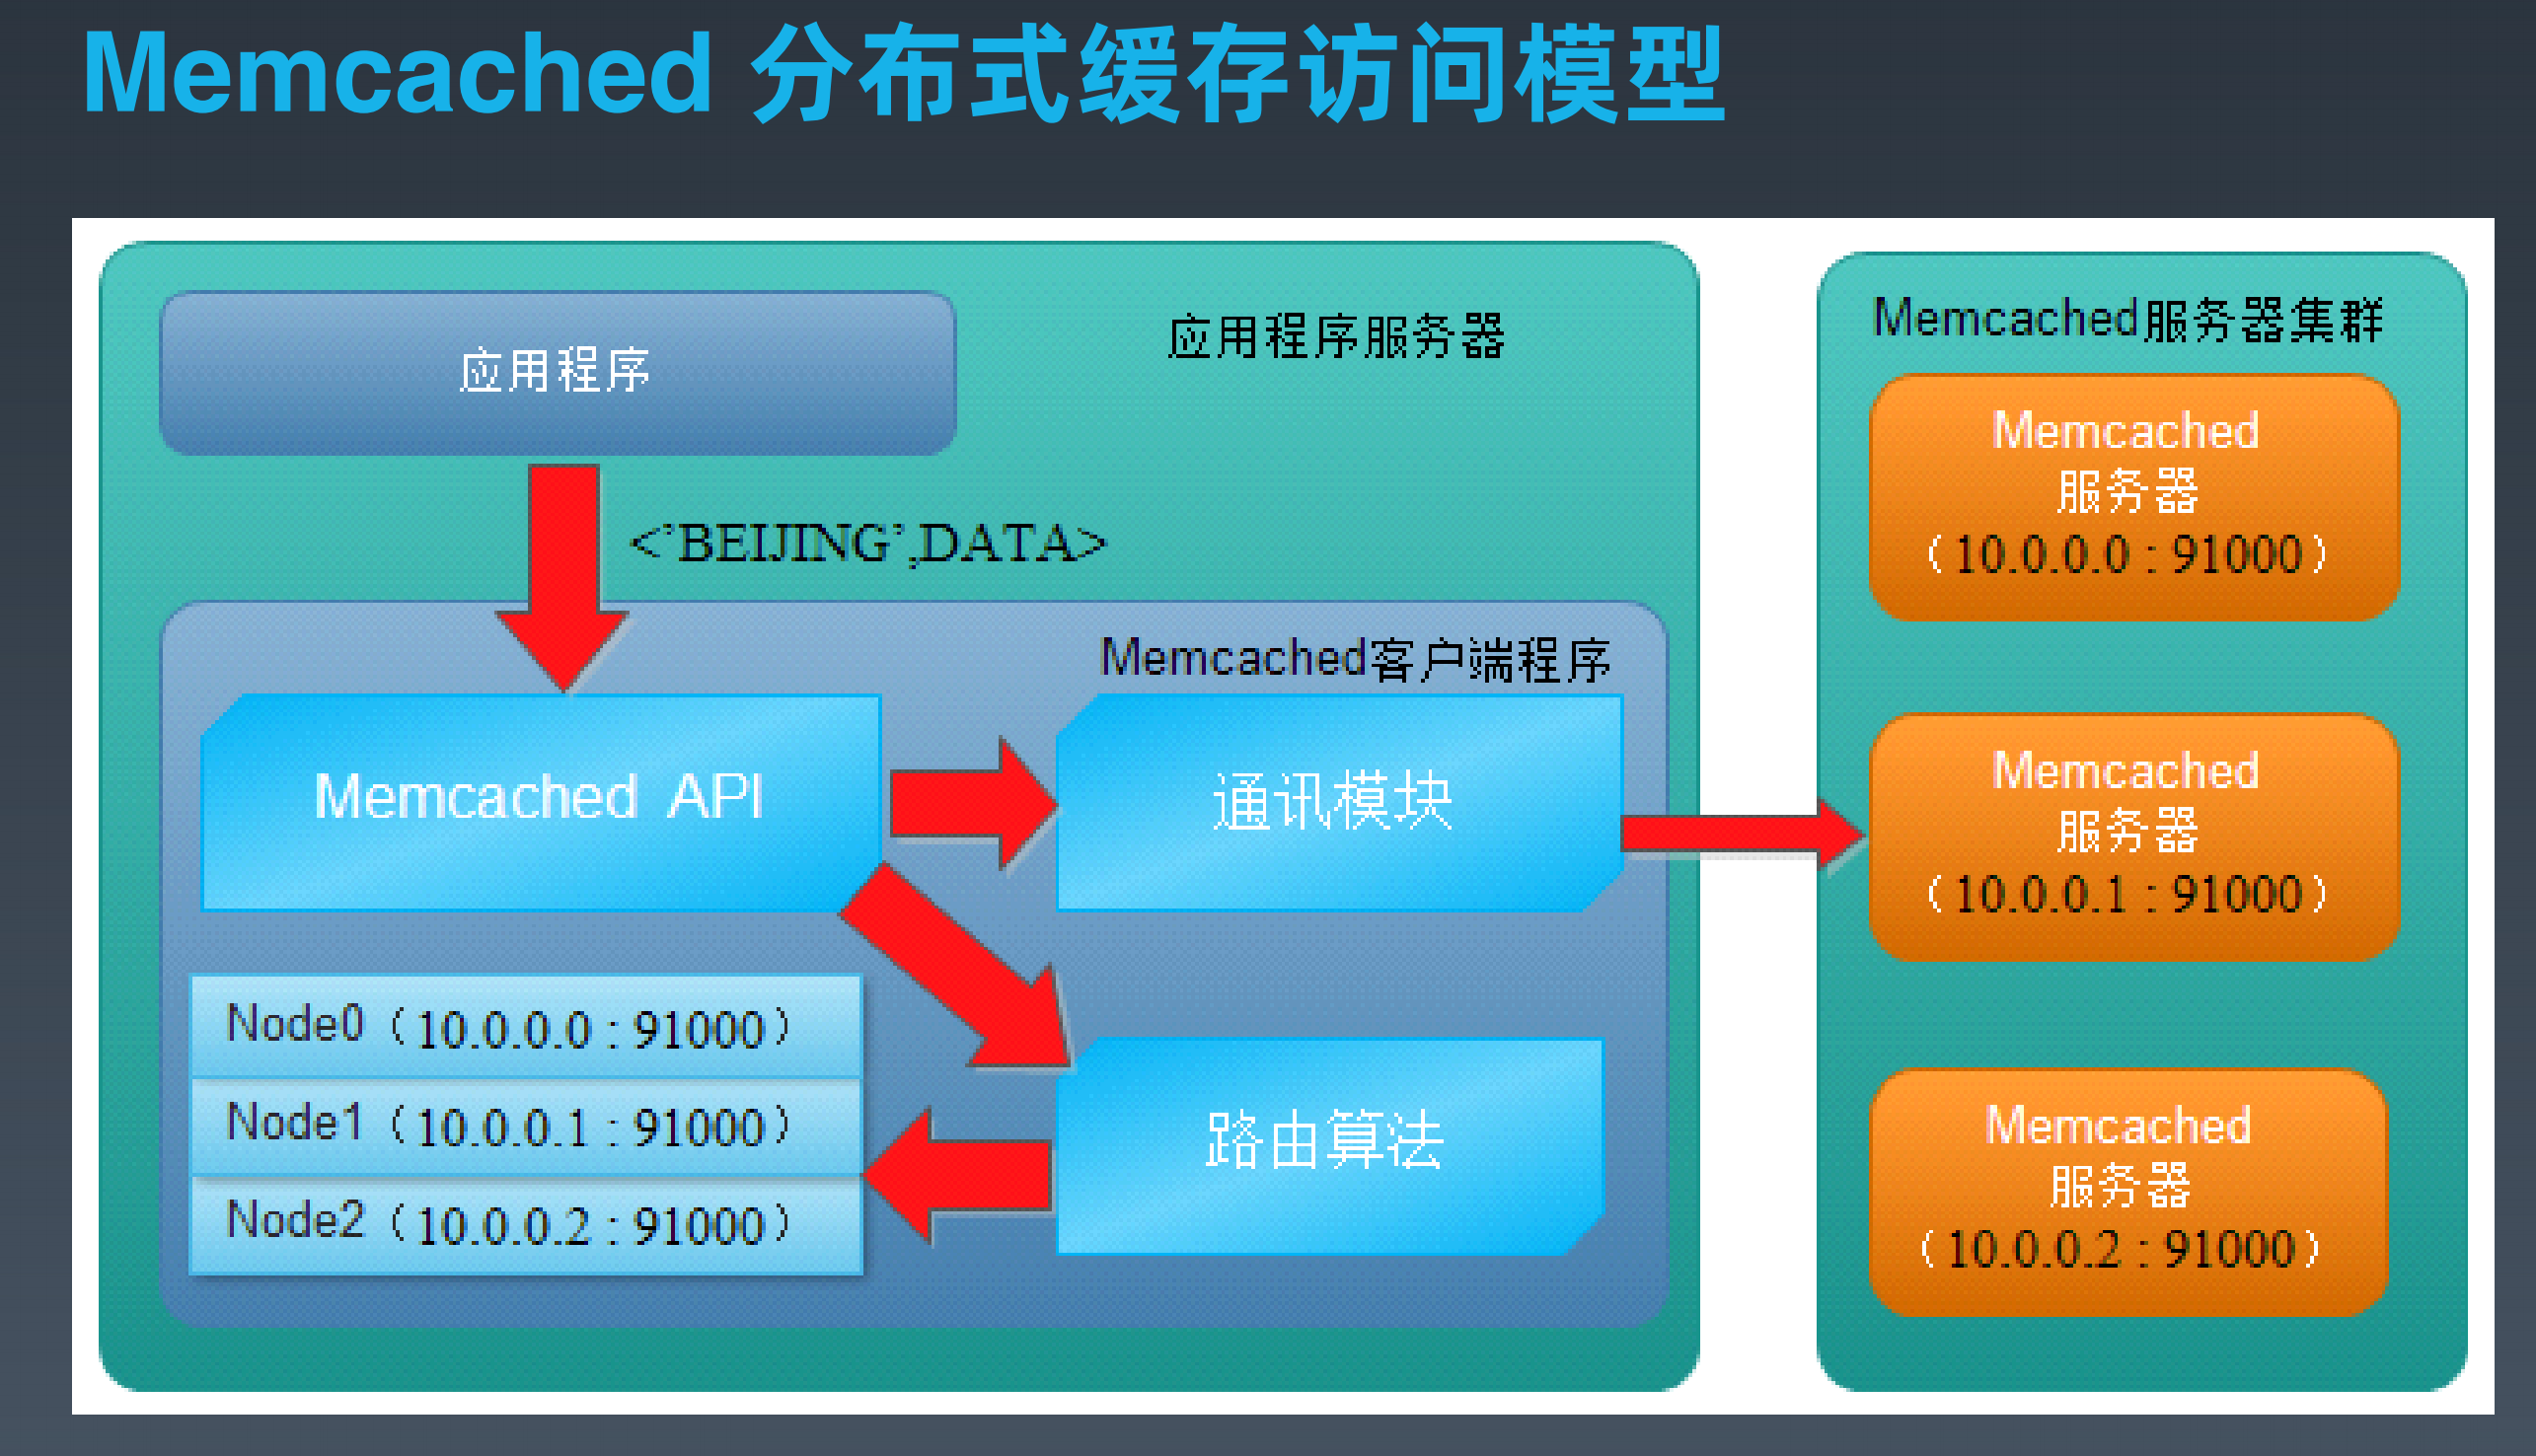 Memcached 分布式缓存访问模型
应用程序
应用程序服务器
<’BEIJING’,DATA>
Memcached客户端程序
Memcached API
通讯模块
Node0（10.0.0.0 : 91000）
Node1（10.0.0.1 : 91000）
Node2（10.0.0.2 : 91000）
路由算法
Memcached服务器集群
Memcached
服务器
（10.0.0.0 : 91000）
Memcached
服务器
（10.0.0.1 : 91000）
Memcached
服务器
（10.0.0.2 : 91000）